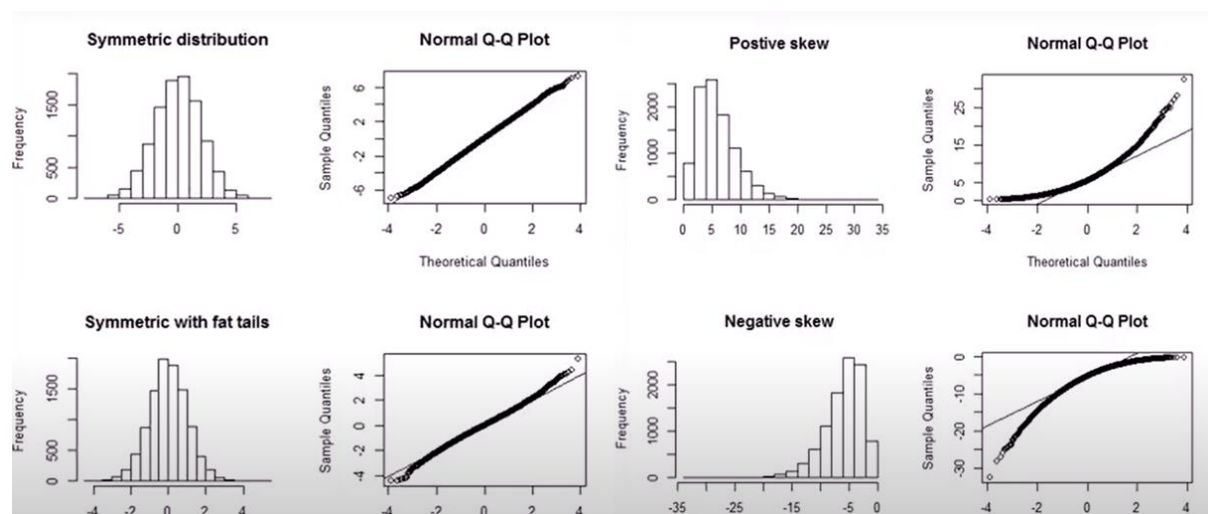 Symmetric distribution
Frequency
0 500 1500
-5 0 5
Normal Q-Q Plot
Sample Quantiles
-6 -2 2 6
-4 -2 0 2 4
Theoretical Quantiles
Postive skew
Frequency
0 1000 2000
0 5 10 15 20 25 30 35
Normal Q-Q Plot
Sample Quantiles
0 5 15 25
-4 -2 0 2 4
Theoretical Quantiles
Symmetric with fat tails
Frequency
0 500 1500
-4 -2 0 2 4
Normal Q-Q Plot
Sample Quantiles
-4 -2 0 2 4
-4 -2 0 2 4
Negative skew
Frequency
0 1000 2000
-35 -25 -15 -5 0
Normal Q-Q Plot
Sample Quantiles
-30 -20 -10 0
-4 -2 0 2 4